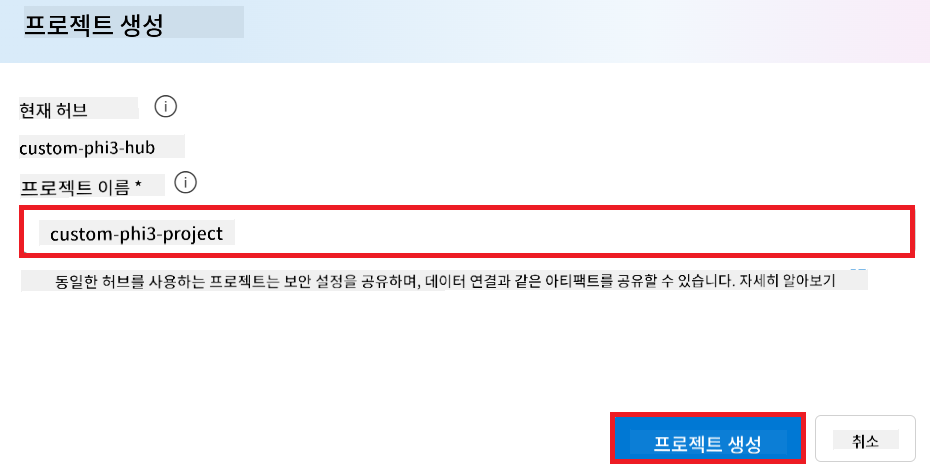 프로젝트 생성
현재 허브
custom-phi3-hub
프로젝트 이름 *
custom-phi3-project
동일한 허브를 사용하는 프로젝트는 보안 설정을 공유하며, 데이터 연결과 같은 아티팩트를 공유할 수 있습니다. 자세히 알아보기
프로젝트 생성 취소